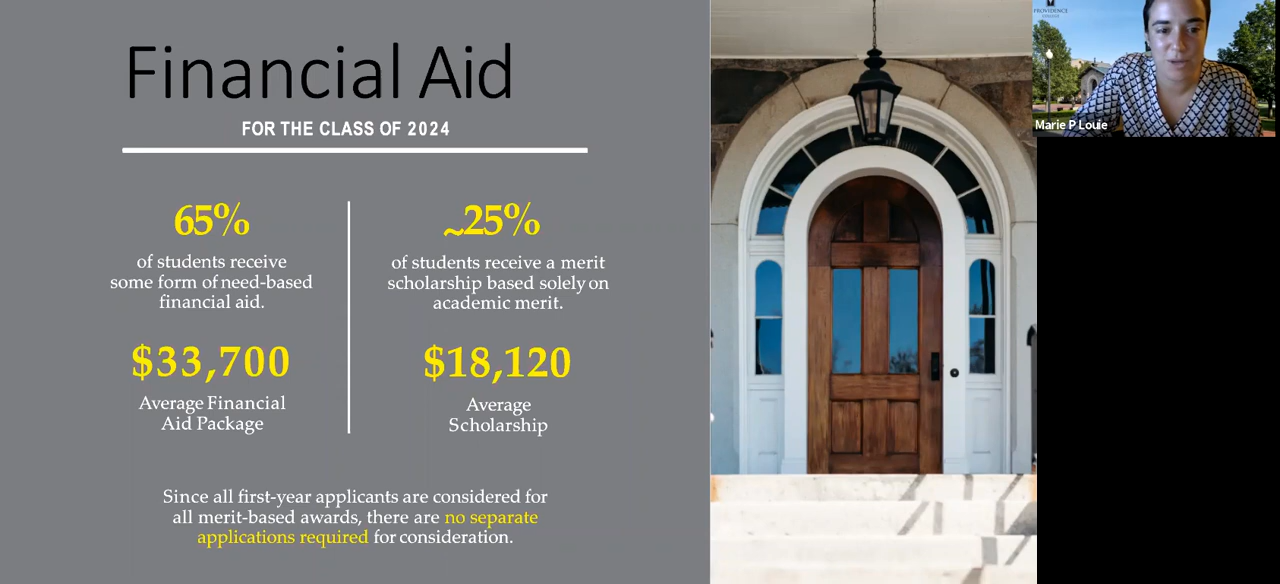 Financial Aid
FOR THE CLASS OF 2024
65%
of students receive
some form of need-based
financial aid.
$33,700
Average Financial
Aid Package
~25%
of students receive a merit
scholarship based solely on
academic merit.
$18,120
Average
Scholarship
Since all first-year applicants are considered for
all merit-based awards, there are no separate
applications required for consideration.
PROVIDENCE
COLLEGE
Marie P Louie